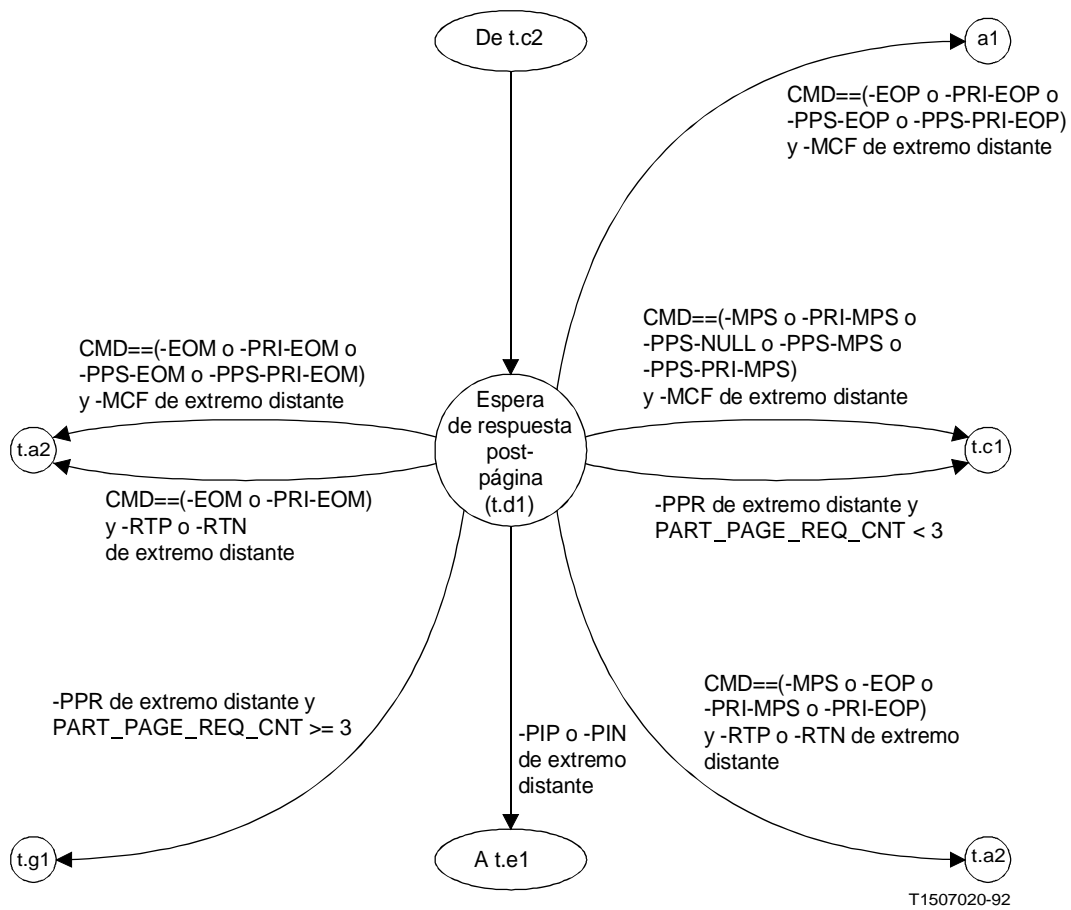 De t.c2
a1
CMD==(-EOP o -PRI-EOP o
-PPS-EOP o -PPS-PRI-EOP)
y -MCF de extremo distante
CMD==(-EOM o -PRI-EOM o
-PPS-EOM o -PPS-PRI-EOM)
y -MCF de extremo distante
CMD==(-MPS o -PRI-MPS o
-PPS-NULL o -PPS-MPS o
-PPS-PRI-MPS)
y -MCF de extremo distante
t.a2
Espera
de respuesta
post-
página
(t.d1)
t.c1
CMD==(-EOM o -PRI-EOM)
y -RTP o -RTN
de extremo distante
-PPR de extremo distante y
PART_PAGE_REQ_CNT < 3
-PPR de extremo distante y
PART_PAGE_REQ_CNT >= 3
-PIP o -PIN
de extremo
distante
CMD==(-MPS o -EOP o
-PRI-MPS o -PRI-EOP)
y -RTP o -RTN de extremo
distante
t.g1
A t.e1
t.a2
T1507020-92